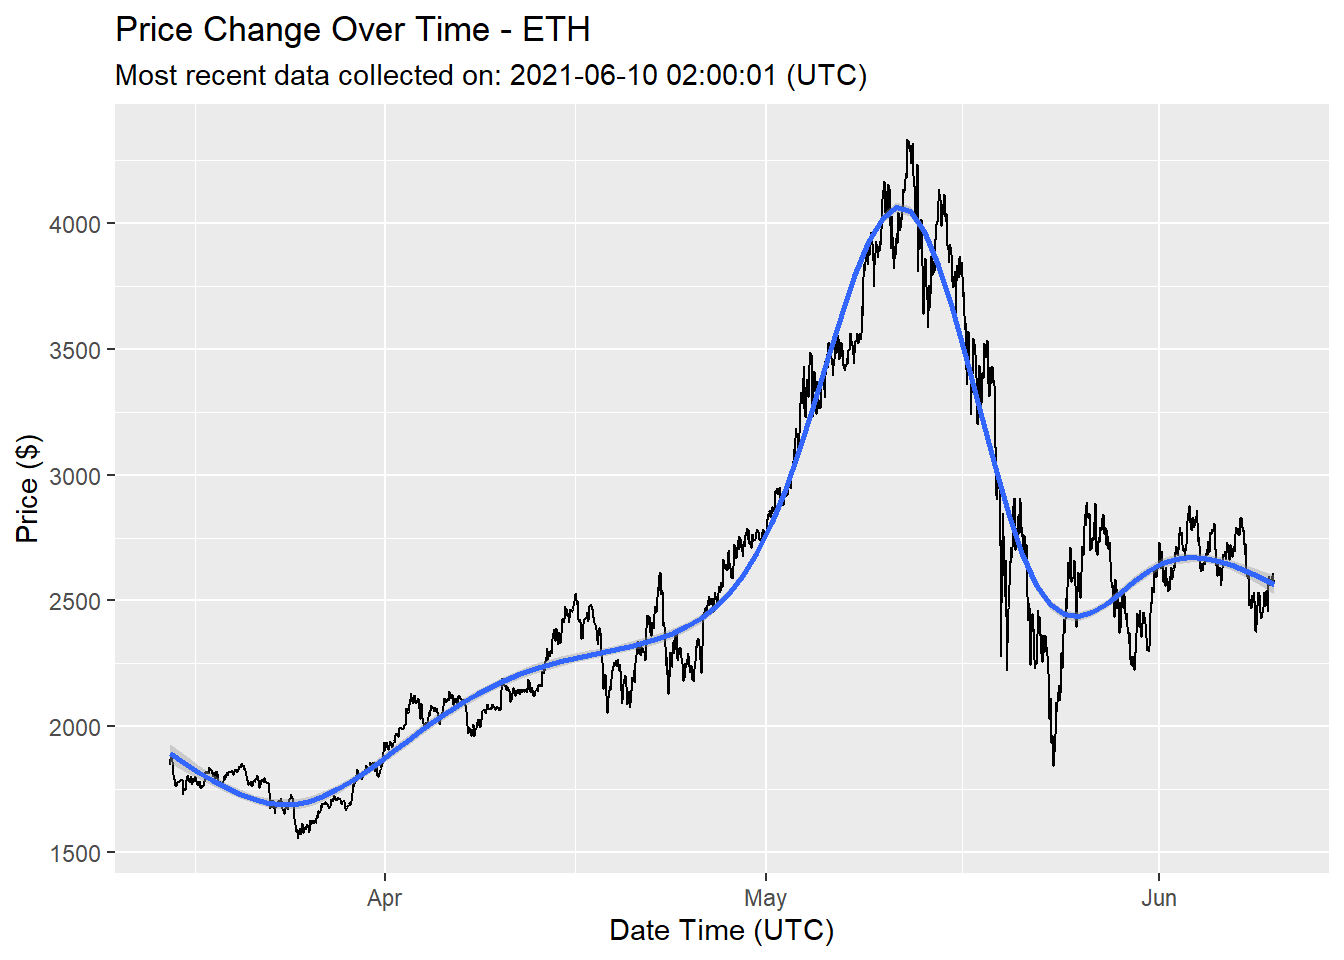 Price Change Over Time - ETH
Most recent data collected on: 2021-06-10 02:00:01 (UTC)
4000
3500
3000
2500
2000
1500
Price ($)
Apr
May
Jun
Date Time (UTC)